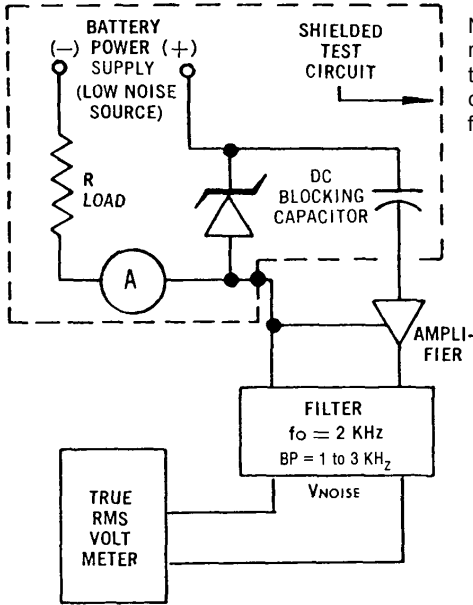 BATTERY
(−) POWER (+)
SUPPLY
(LOW NOISE
SOURCE)
SHIELDED
TEST
CIRCUIT
R
LOAD
DC
BLOCKING
CAPACITOR
A
AMPLI-
FIER
FILTER
fo = 2 KHz
BP = 1 to 3 KHz
VNOISE
TRUE
RMS
VOLT
METER